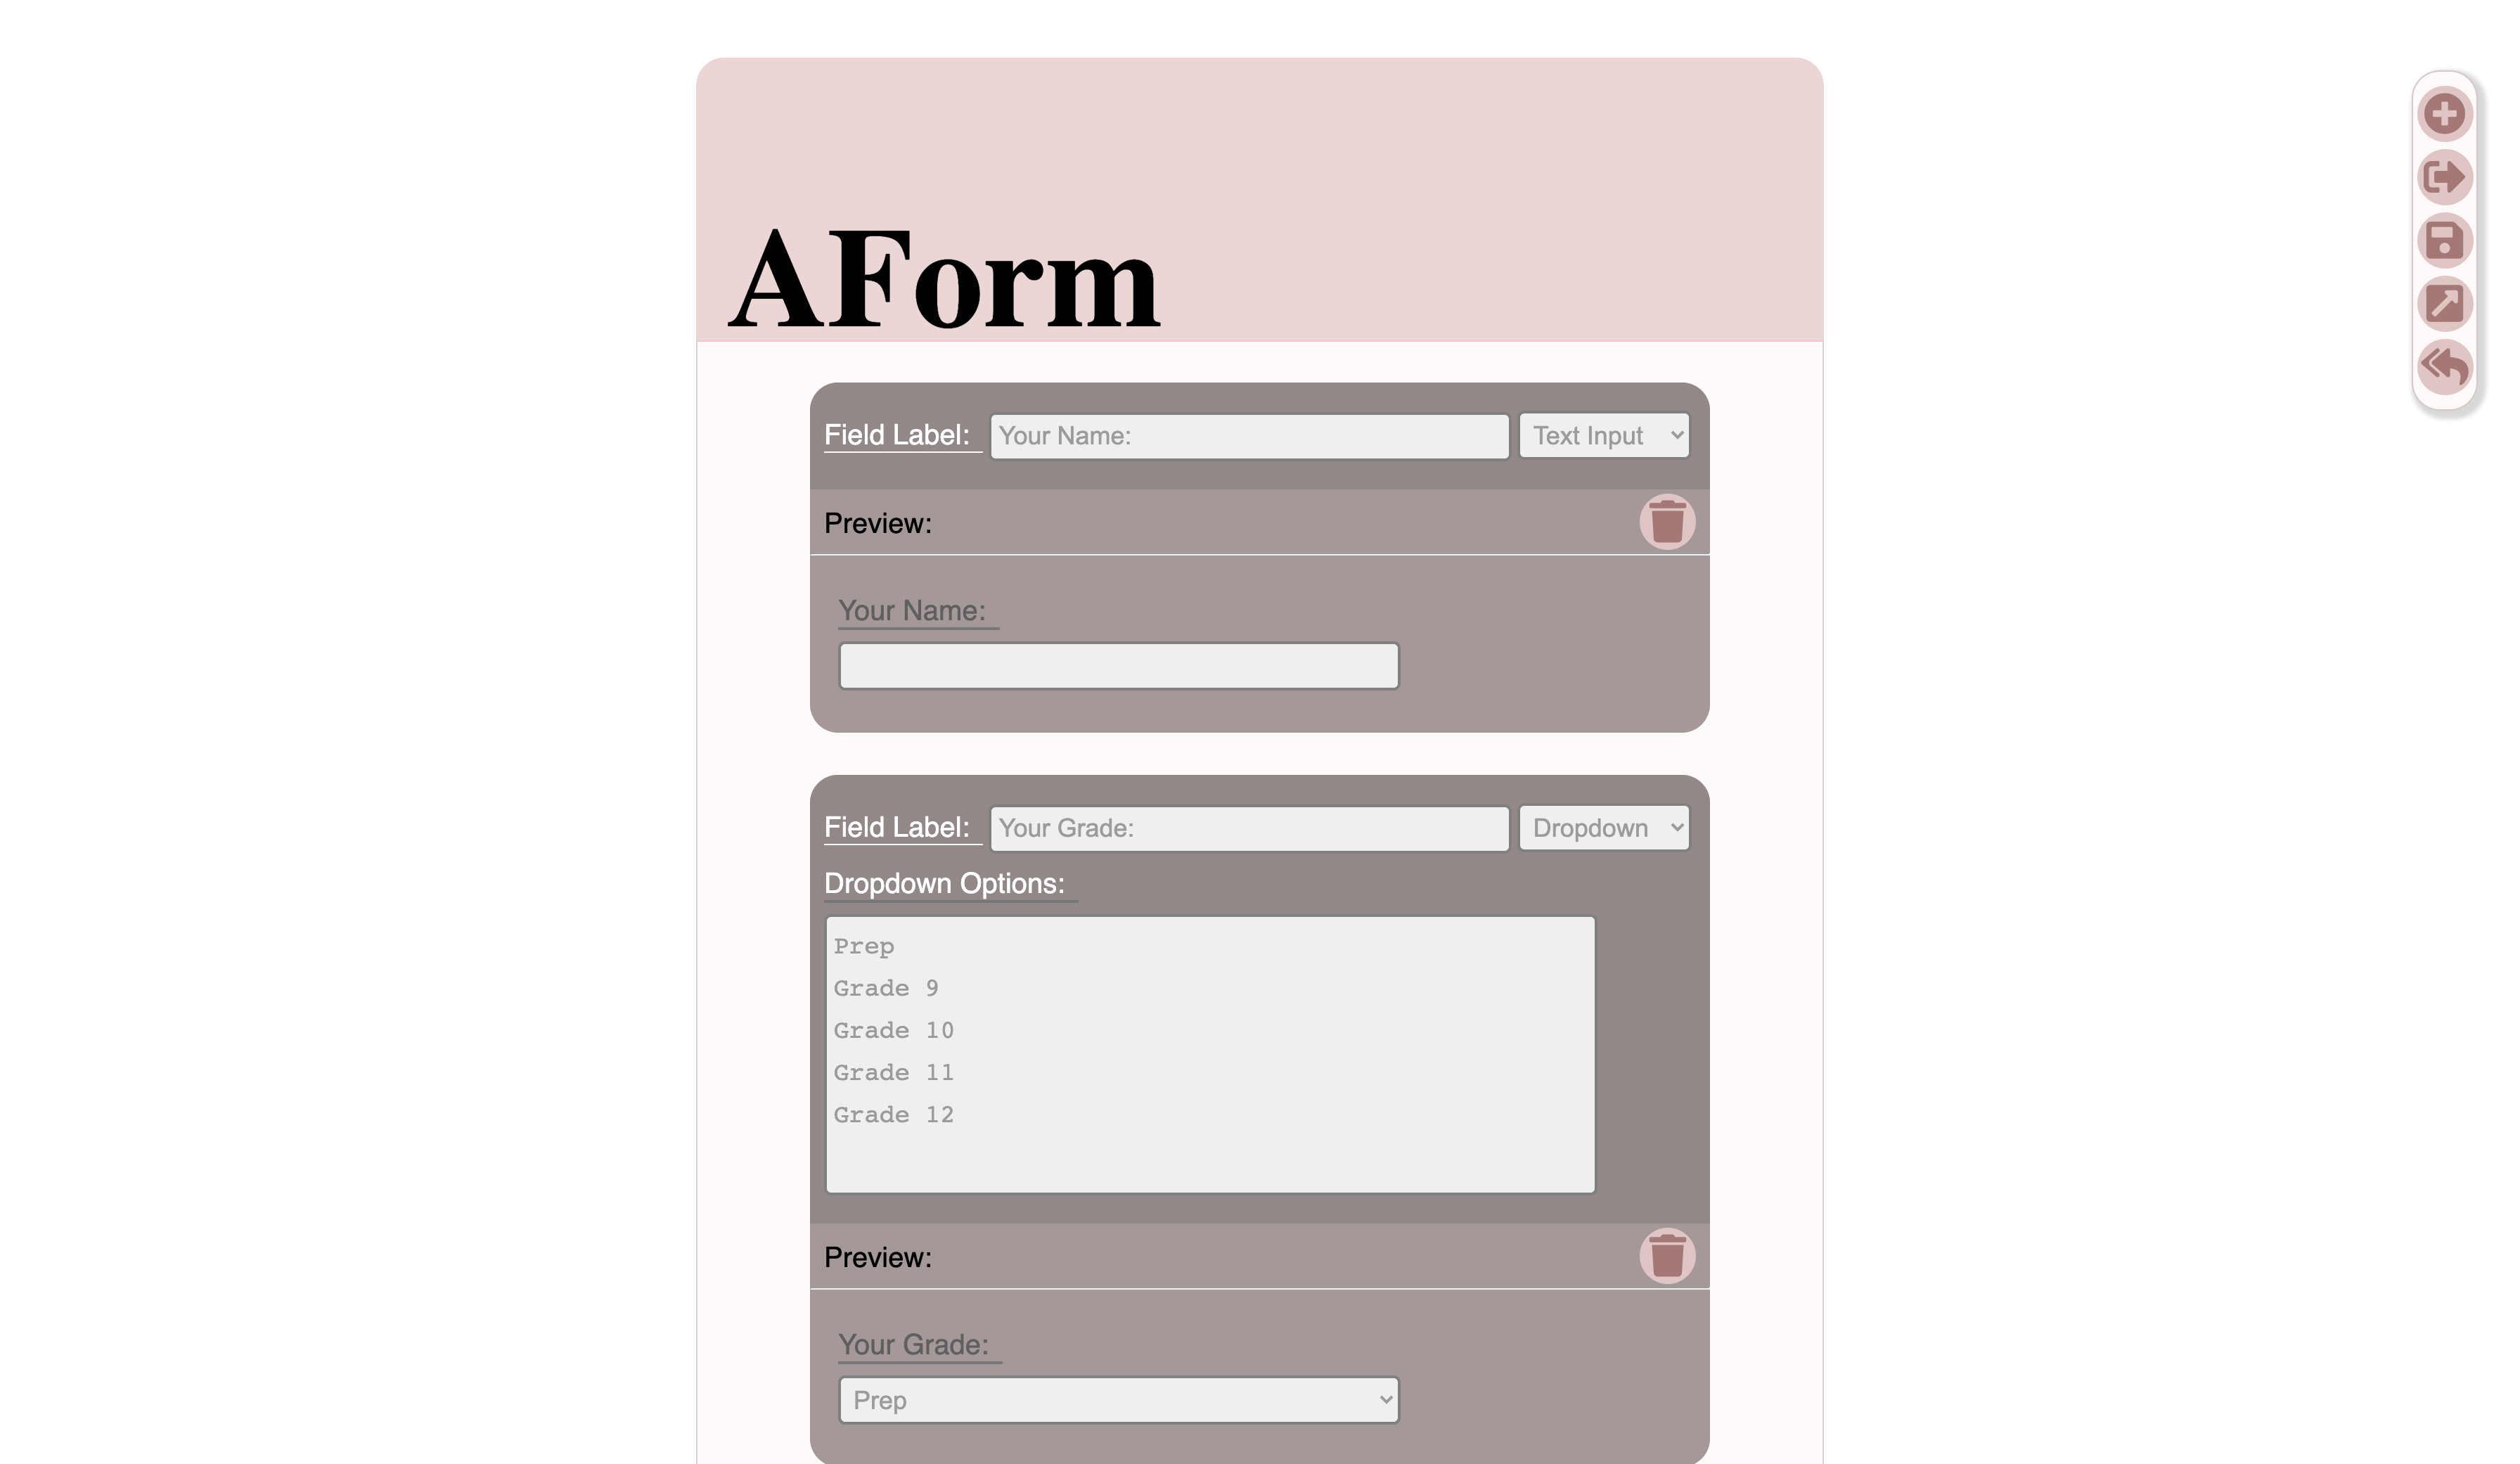 AForm
Field Label: Your Name: Text Input
Preview:
Your Name:
Field Label: Your Grade: Dropdown
Dropdown Options:
Prep
Grade 9
Grade 10
Grade 11
Grade 12
Preview:
Your Grade:
Prep